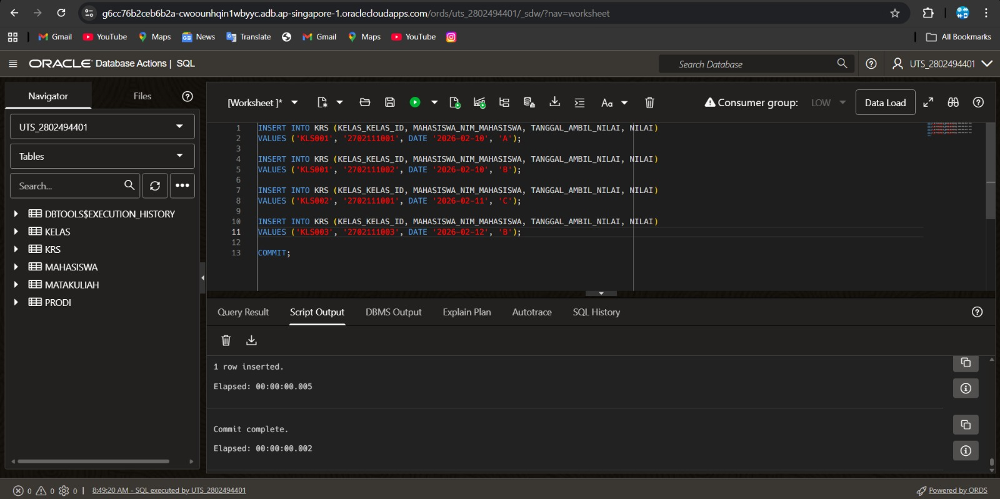 g6cc76b2ceb6b2a-cwoounhqin1wbyyc.adb.ap-singapore-1.oraclecloudapps.com/ords/uts_2802494401/_sdw/?nav=worksheet
Gmail YouTube Maps News Translate Gmail Maps YouTube All Bookmarks
ORACLE Database Actions | SQL
Search Database
UTS_2802494401
Navigator Files
[Worksheet ]*
Aa
Consumer group: LOW
Data Load
UTS_2802494401
Tables
Search...
DBTOOLS$EXECUTION_HISTORY
KELAS
KRS
MAHASISWA
MATAKULIAH
PRODI
1 INSERT INTO KRS (KELAS_KELAS_ID, MAHASISWA_NIM_MAHASISWA, TANGGAL_AMBIL_NILAI, NILAI)
2 VALUES ('KLS001', '2702111001', DATE '2026-02-10', 'A');
3
4 INSERT INTO KRS (KELAS_KELAS_ID, MAHASISWA_NIM_MAHASISWA, TANGGAL_AMBIL_NILAI, NILAI)
5 VALUES ('KLS001', '2702111002', DATE '2026-02-10', 'B');
6
7 INSERT INTO KRS (KELAS_KELAS_ID, MAHASISWA_NIM_MAHASISWA, TANGGAL_AMBIL_NILAI, NILAI)
8 VALUES ('KLS002', '2702111001', DATE '2026-02-11', 'C');
9
10 INSERT INTO KRS (KELAS_KELAS_ID, MAHASISWA_NIM_MAHASISWA, TANGGAL_AMBIL_NILAI, NILAI)
11 VALUES ('KLS003', '2702111003', DATE '2026-02-12', 'B');
12
13 COMMIT;
Query Result Script Output DBMS Output Explain Plan Autotrace SQL History
1 row inserted.
Elapsed: 00:00:00.005
Commit complete.
Elapsed: 00:00:00.002
0 0 0 | 8:49:20 AM - SQL executed by UTS_2802494401
Powered by ORDS